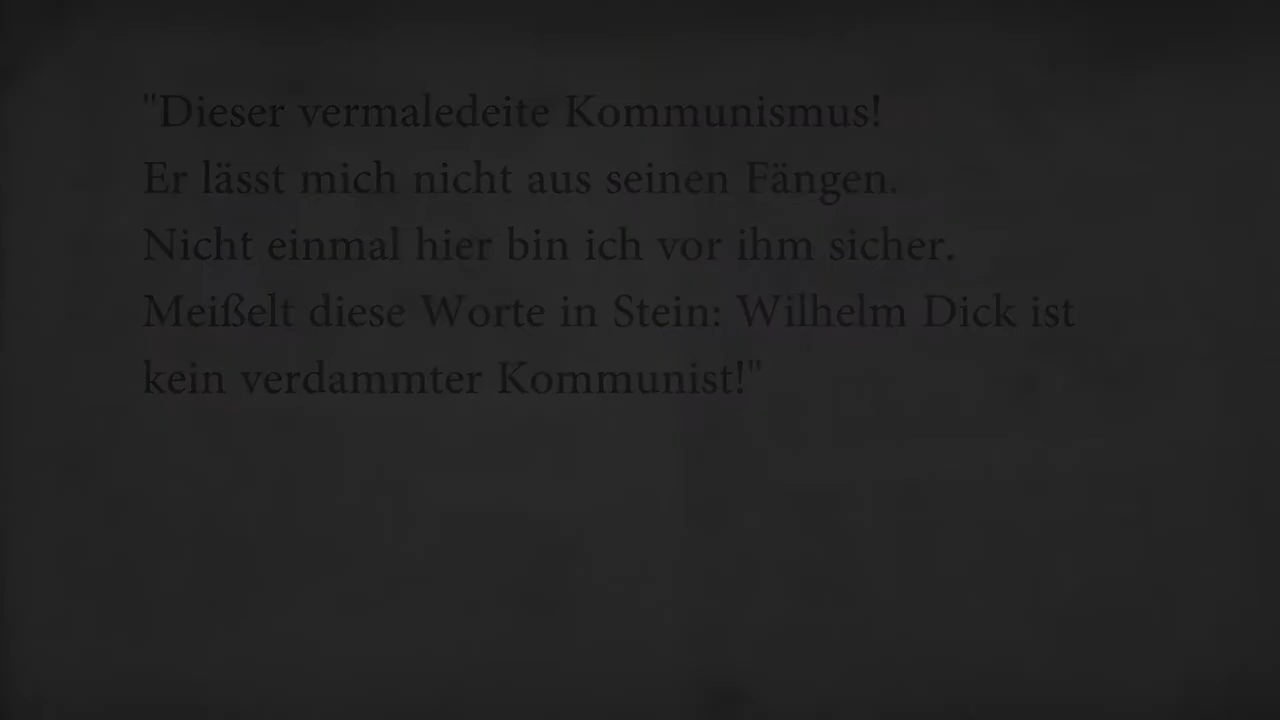 "Dieser vermaledeite Kommunismus!
Er lässt mich nicht aus seinen Fängen.
Nicht einmal hier bin ich vor ihm sicher.
Meißelt diese Worte in Stein: Wilhelm Dick ist
kein verdammter Kommunist!"